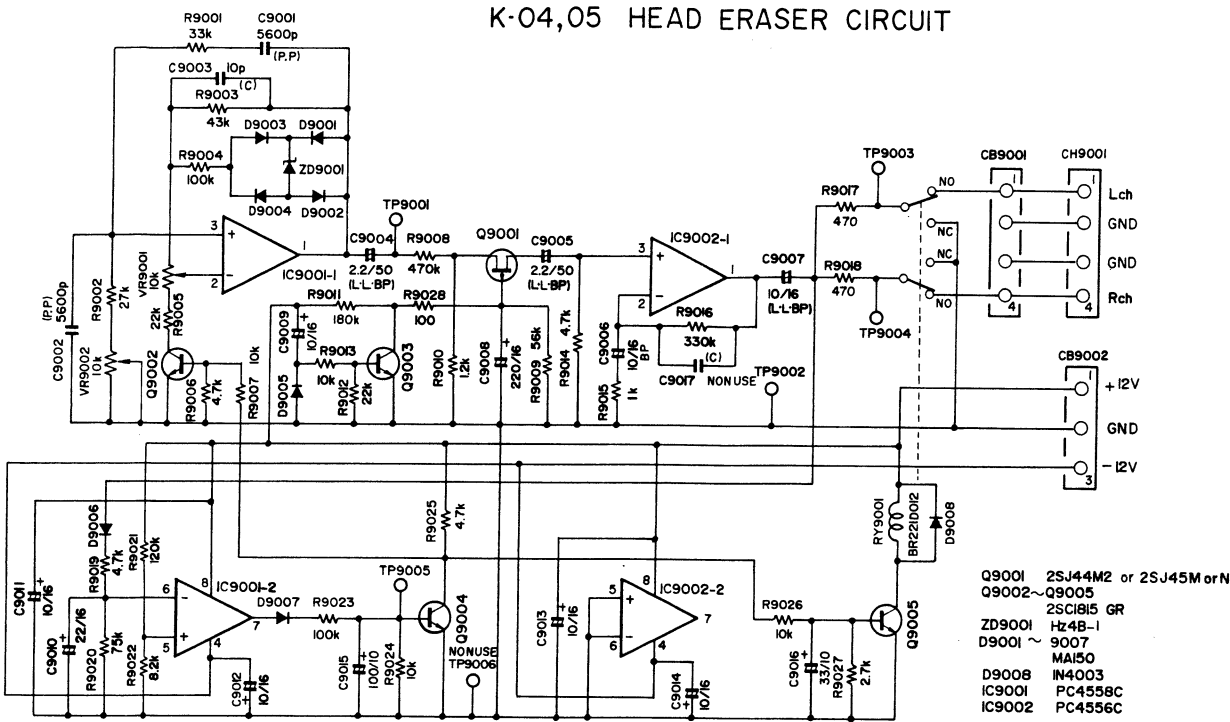 K-04,05 HEAD ERASER CIRCUIT
R9001
33k
C9001
5600p
(P.P)
C9003 10p
(C)
R9003
43k
D9003 D9001
R9004
100k
ZD9001
D9004 D9002
3
+
1
-
2
IC9001-1
VR9001
10k
R9005
22k
(P.P)
5600p
C9002
R9002
27k
VR9002
10k
Q9002
R9006
4.7k
R9007
10k
TP9001
C9004
2.2/50
(L·L·BP)
R9008
470k
Q9001
C9005
2.2/50
(L·L·BP)
R9011
180k
R9028
100
C9009
10/16
+
R9013
10k
D9005
R9012
22k
Q9003
R9010
1.2k
C9008
220/16
+
R9009
56k
R9014
4.7k
3
+
IC9002-1
1
-
2
C9006
10/16
BP
R9015
1k
R9016
330k
(C)
C9017
NON USE
C9007
10/16
(L·L·BP)
TP9002
TP9003
R9017
470
R9018
470
TP9004
NO
NC
NC
NO
CB9001
1
4
CH9001
1
4
Lch
GND
GND
Rch
CB9002
1
3
+12V
GND
-12V
RY9001
BR221D012
D9008
C9011
10/16
+
D9006
R9019
4.7k
R9021
120k
C9010
22/16
+
R9020
75k
R9022
8.2k
6
-
+
5
8
4
IC9001-2
7
C9012
10/16
+
D9007
R9023
100k
TP9005
C9015
100/10
+
R9024
10k
R9025
4.7k
Q9004
NON USE
TP9006
C9013
10/16
+
5
+
-
6
8
4
IC9002-2
7
C9014
10/16
+
R9026
10k
C9016
33/10
+
R9027
2.7k
Q9005
Q9001 2SJ44M2 or 2SJ45M or N
Q9002~Q9005
2SC1815 GR
ZD9001 Hz4B-1
D9001 ~ 9007
MA150
D9008 IN4003
IC9001 PC4558C
IC9002 PC4556C